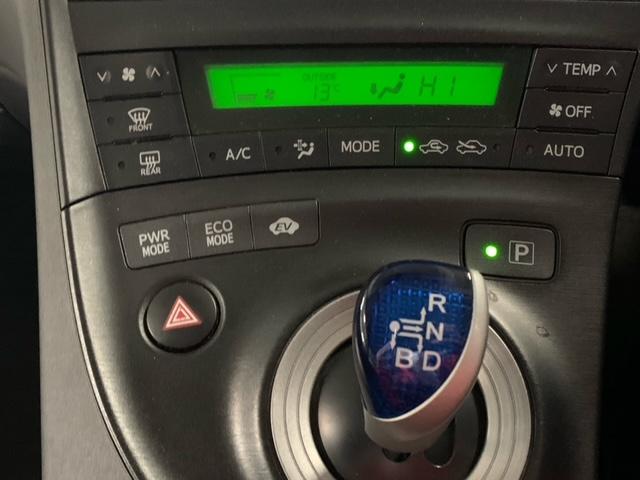 TEMP
OUTSIDE
13°C
HI
OFF
FRONT
A/C
MODE
AUTO
REAR
PWR
MODE
ECO
MODE
EV
P
R
N
B D